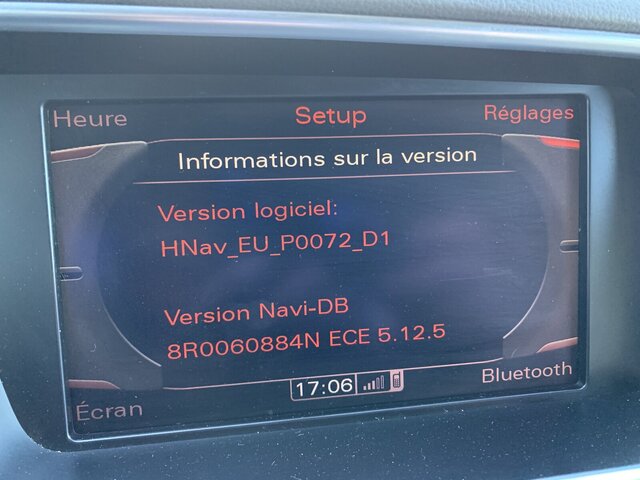 Heure Setup Réglages
Informations sur la version
Version logiciel:
HNav_EU_P0072_D1
Version Navi-DB
8R0060884N ECE 5.12.5
17:06
Écran Bluetooth